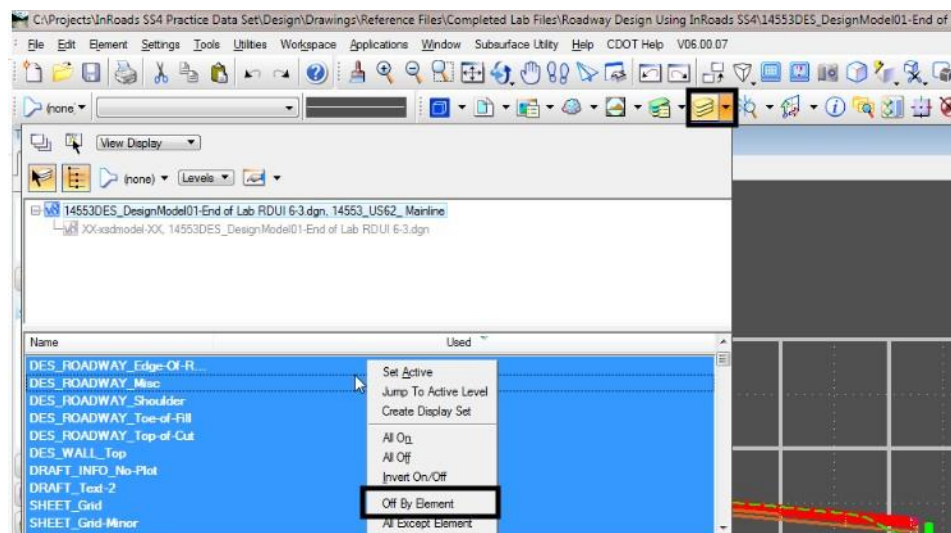 C:\Projects\InRoads SS4 Practice Data Set\Design\Drawings\Reference Files\Completed Lab Files\Roadway Design Using InRoads SS4\14553DES_DesignModel01-End of
File Edit Element Settings Tools Utilities Workspace Applications Window Subsurface Utility Help CDOT Help V06.00.07
(none)
View Display
(none) Levels
14553DES_DesignModel01-End of Lab RDUI 6-3.dgn, 14553_US62_ Mainline
XX-xsdmodel-XX, 14553DES_DesignModel01-End of Lab RDUI 6-3.dgn
Name Used
DES_ROADWAY_Edge-Of-R...
DES_ROADWAY_Misc
DES_ROADWAY_Shoulder
DES_ROADWAY_Toe-of-Fill
DES_ROADWAY_Top-of-Cut
DES_WALL_Top
DRAFT_INFO_No-Plot
DRAFT_Text-2
SHEET_Grid
SHEET_Grid-Minor
Set Active
Jump To Active Level
Create Display Set
All On
All Off
Invert On/Off
Off By Element
All Except Element